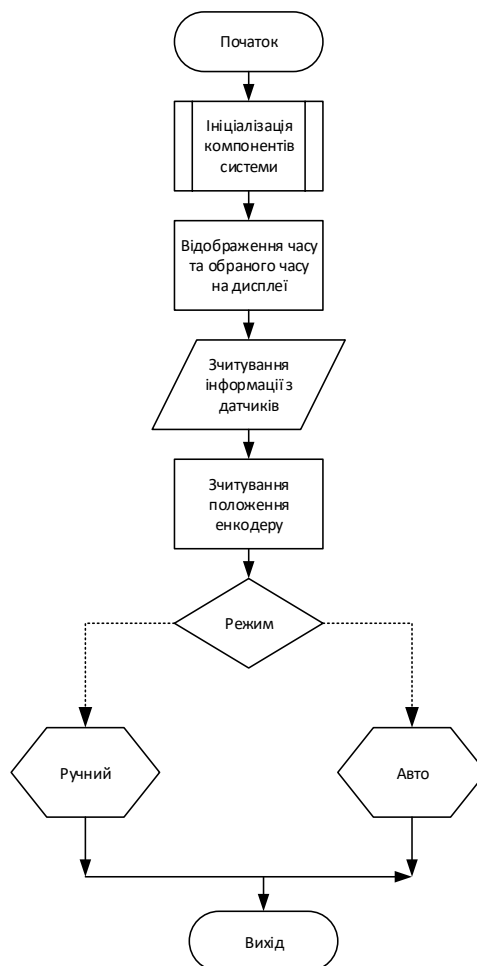 Початок
Ініціалізація
компонентів
системи
Відображення часу
та обраного часу
на дисплеї
Зчитування
інформації з
датчиків
Зчитування
положення
енкодеру
Режим
Ручний
Авто
Вихід